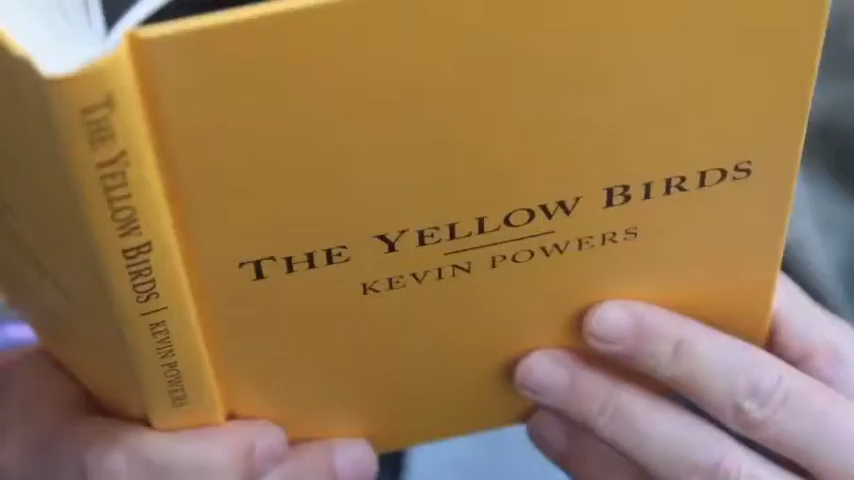 THE YELLOW BIRDS | KEVIN POWERS
THE YELLOW BIRDS
KEVIN POWERS